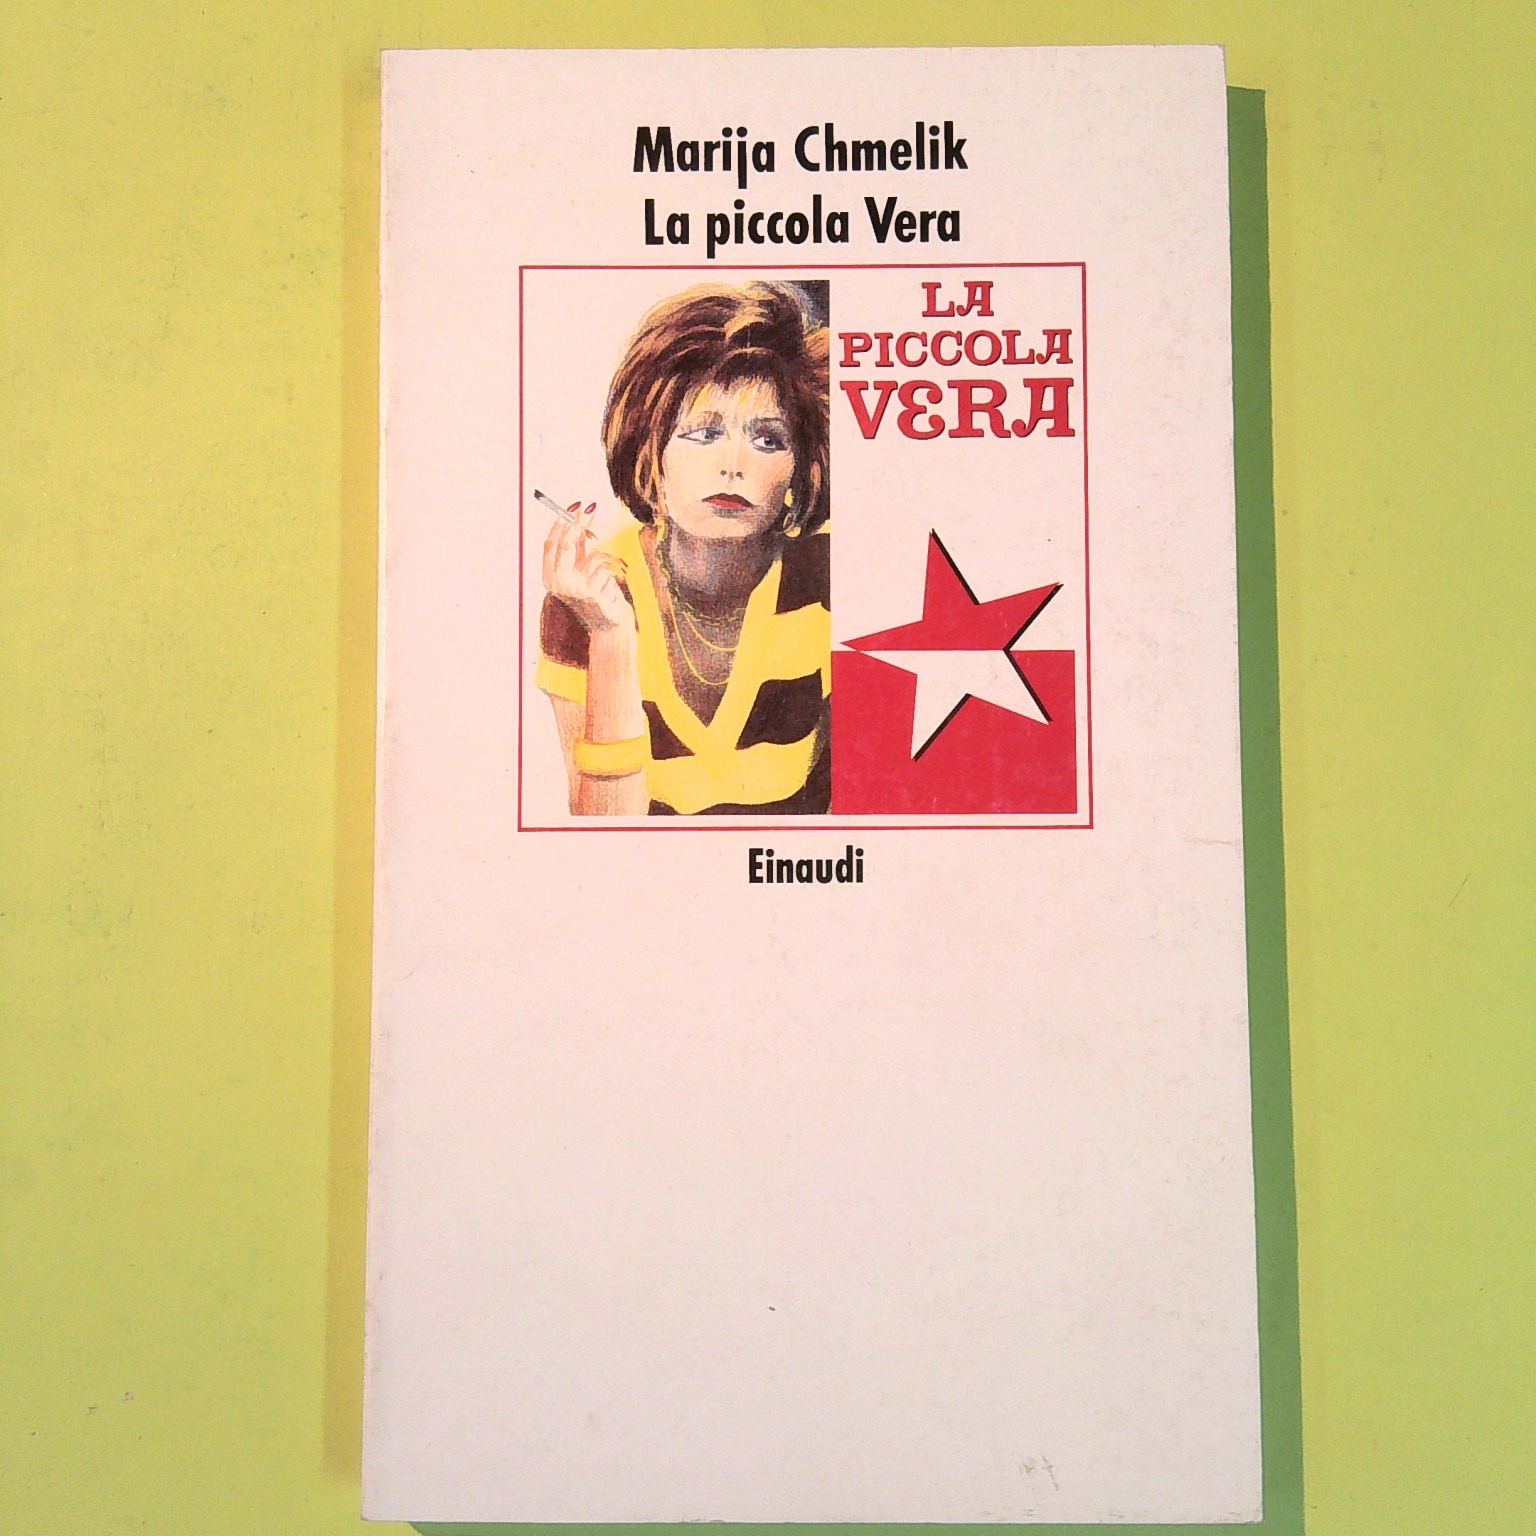 Marija Chmelik
La piccola Vera
LA
PICCOLA
VERA
Einaudi